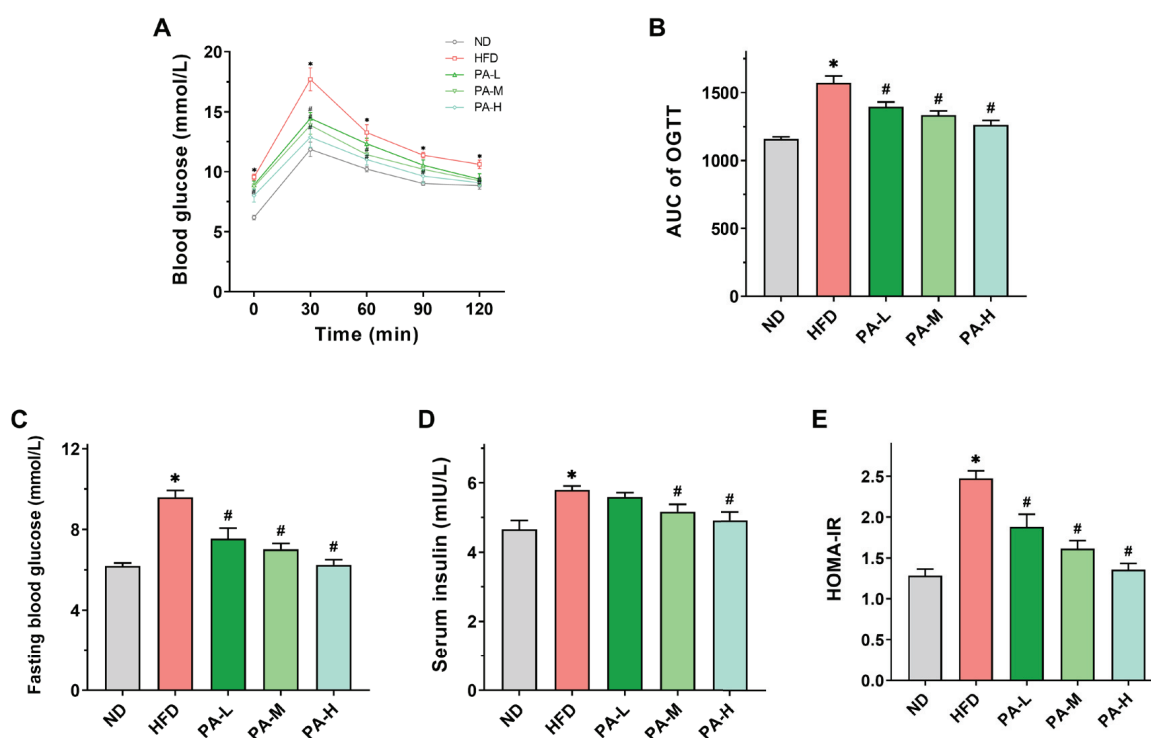 A
ND
HFD
PA-L
PA-M
PA-H
Blood glucose (mmol/L)
20
15
10
5
0
0 30 60 90 120
Time (min)
* * * * *
# # # # # #
B
AUC of OGTT
1500
1000
500
0
* # # #
ND HFD PA-L PA-M PA-H
C
Fasting blood glucose (mmol/L)
12
8
4
0
* # # #
ND HFD PA-L PA-M PA-H
D
Serum insulin (mIU/L)
6
4
2
0
* # #
ND HFD PA-L PA-M PA-H
E
HOMA-IR
2.5
2.0
1.5
1.0
0.5
0.0
* # # #
ND HFD PA-L PA-M PA-H